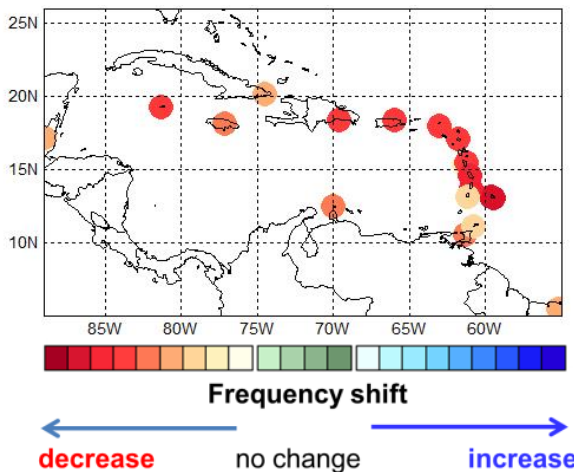 25N
20N
15N
10N
85W 80W 75W 70W 65W 60W
Frequency shift
decrease no change increase